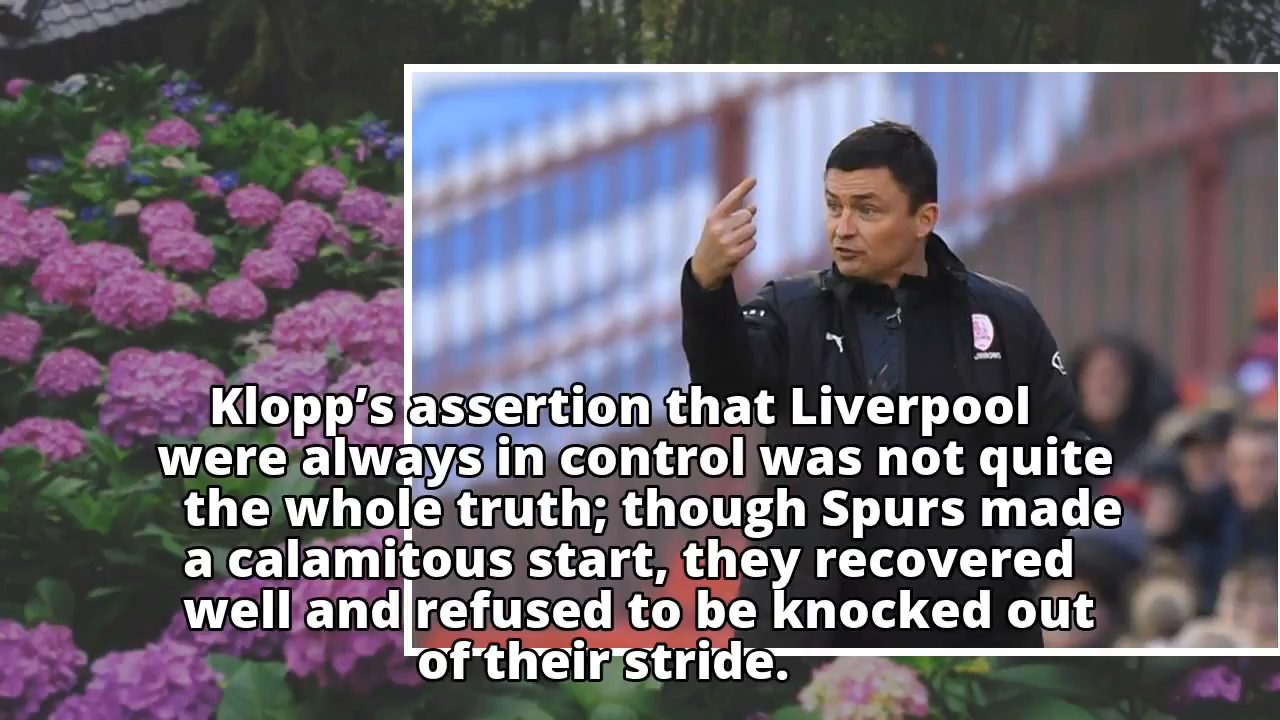 Klopp’s assertion that Liverpool
were always in control was not quite
the whole truth; though Spurs made
a calamitous start, they recovered
well and refused to be knocked out
of their stride.